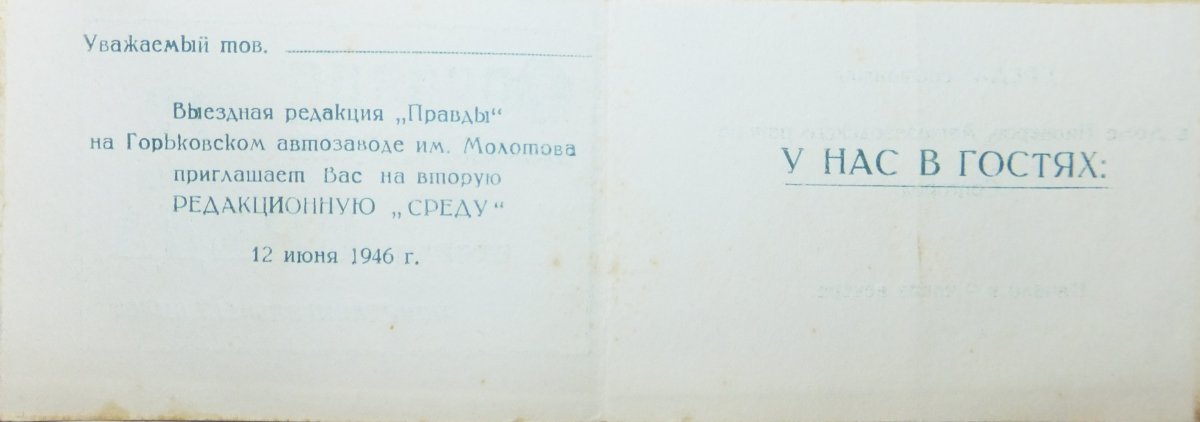 Уважаемый тов.
Выездная редакция „Правды“
на Горьковском автозаводе им. Молотова
приглашает Вас на вторую
РЕДАКЦИОННУЮ „СРЕДУ“
12 июня 1946 г.
У НАС В ГОСТЯХ: